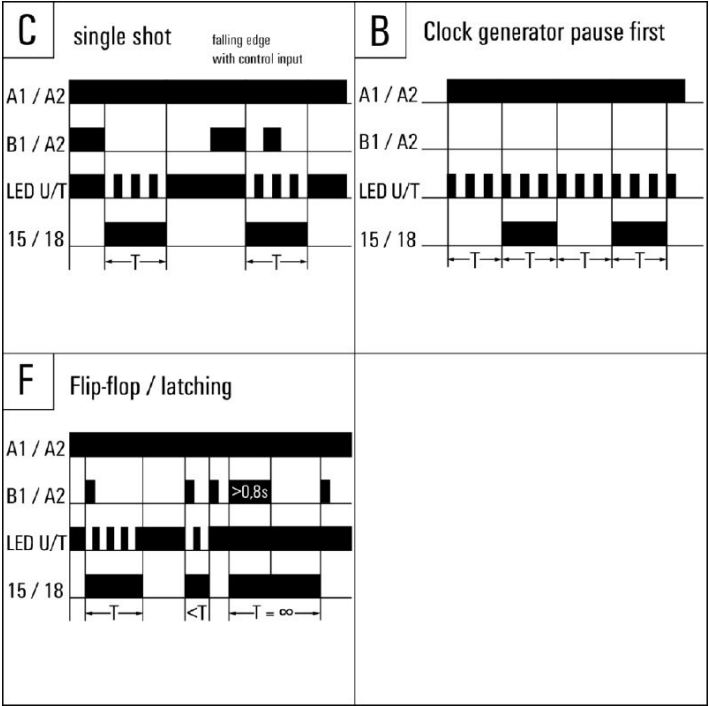 C
single shot
falling edge
with control input
A1 / A2
B1 / A2
LED U/T
15 / 18
T
T
B
Clock generator pause first
A1 / A2
B1 / A2
LED U/T
15 / 18
T
T
T
T
F
Flip-flop / latching
A1 / A2
B1 / A2
>0,8s
LED U/T
15 / 18
T
<T
T = ∞